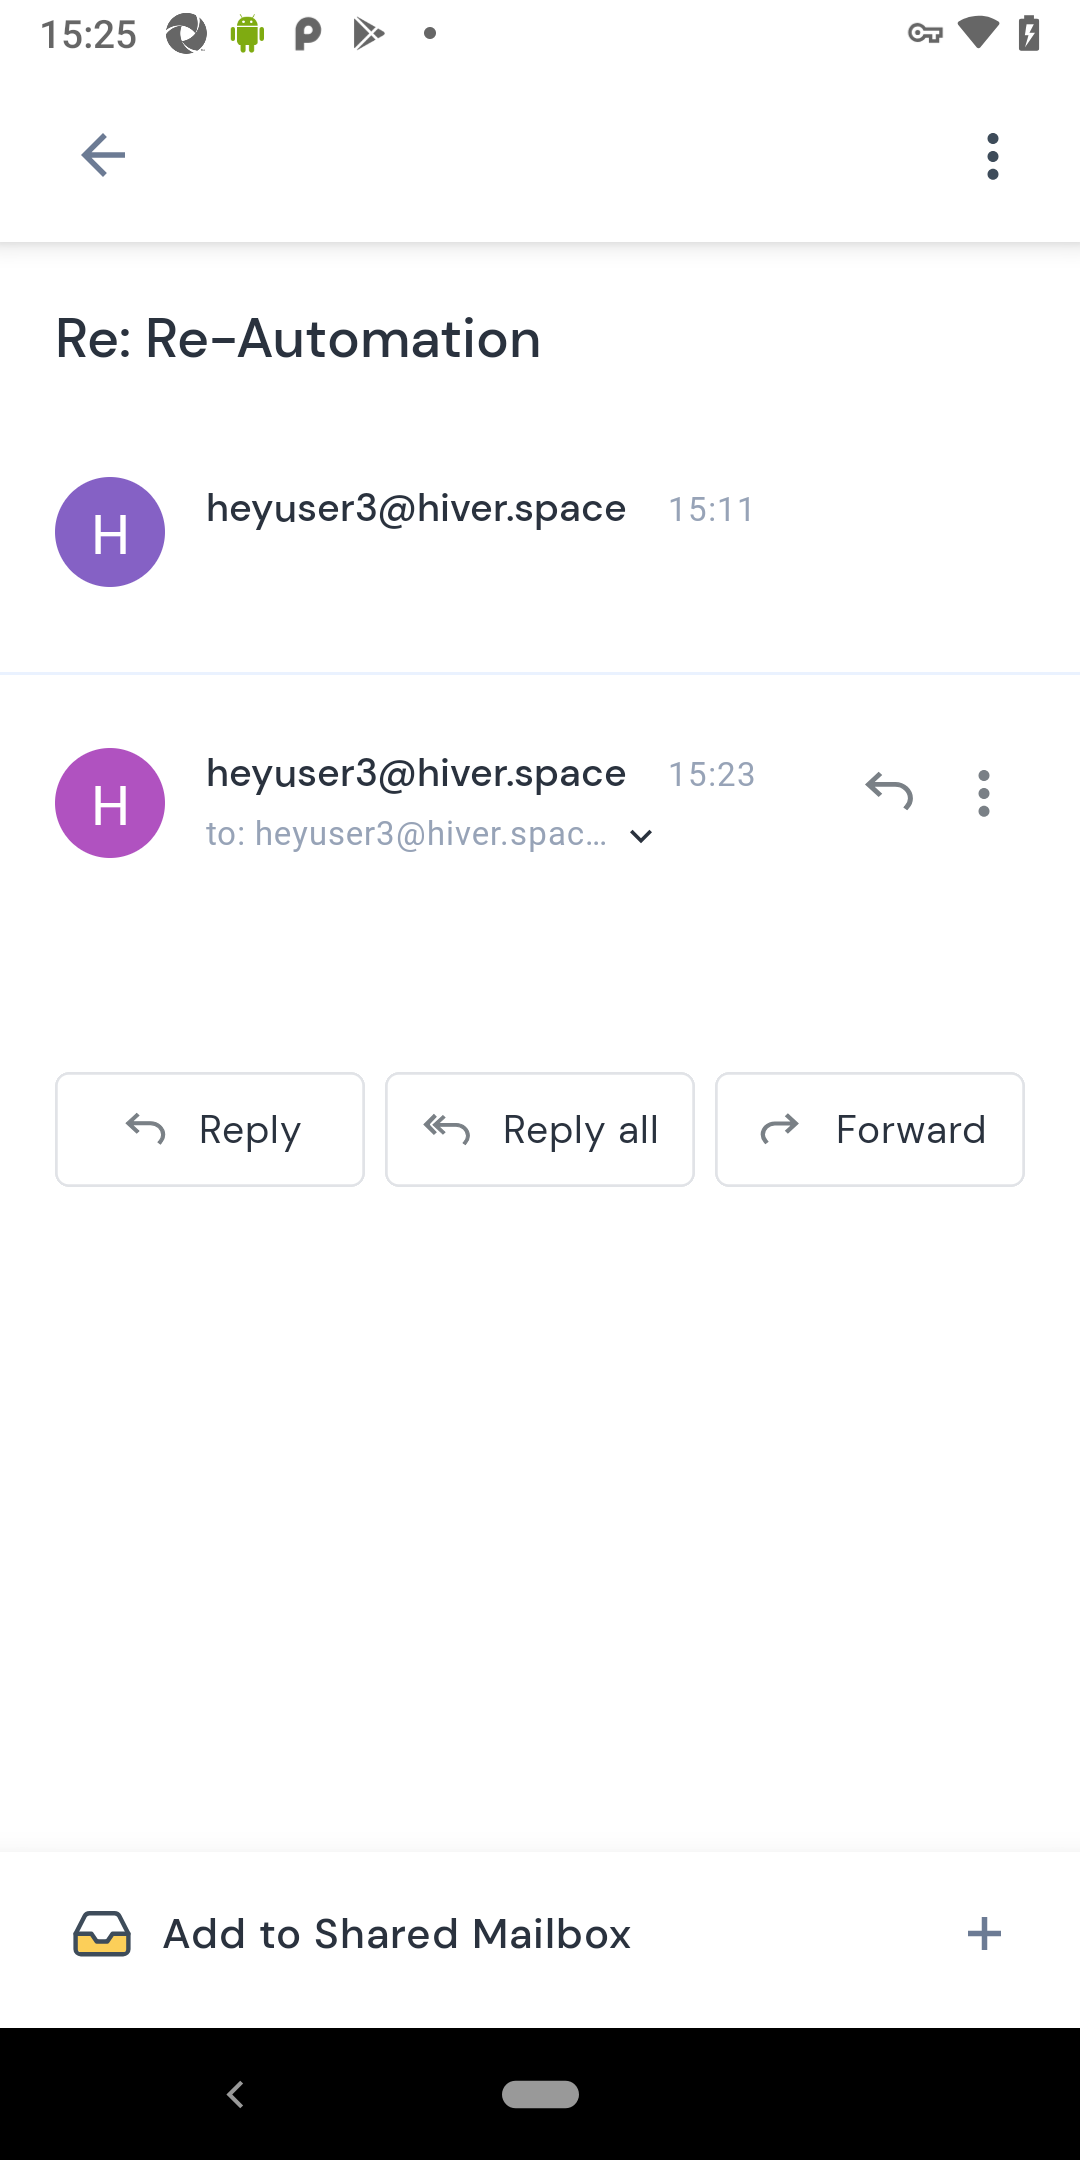 15:25
Re: Re-Automation
H
heyuser3@hiver.space 15:11
H
heyuser3@hiver.space 15:23
to: heyuser3@hiver.spac...
Reply
Reply all
Forward
Add to Shared Mailbox